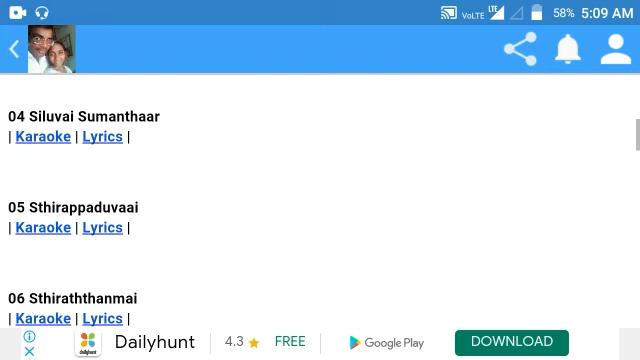 VoLTE LTE 58% 5:09 AM
04 Siluvai Sumanthaar
| Karaoke | Lyrics |
05 Sthirappaduvaai
| Karaoke | Lyrics |
06 Sthiraththanmai
| Karaoke | Lyrics |
dailyhunt Dailyhunt 4.3 FREE Google Play DOWNLOAD